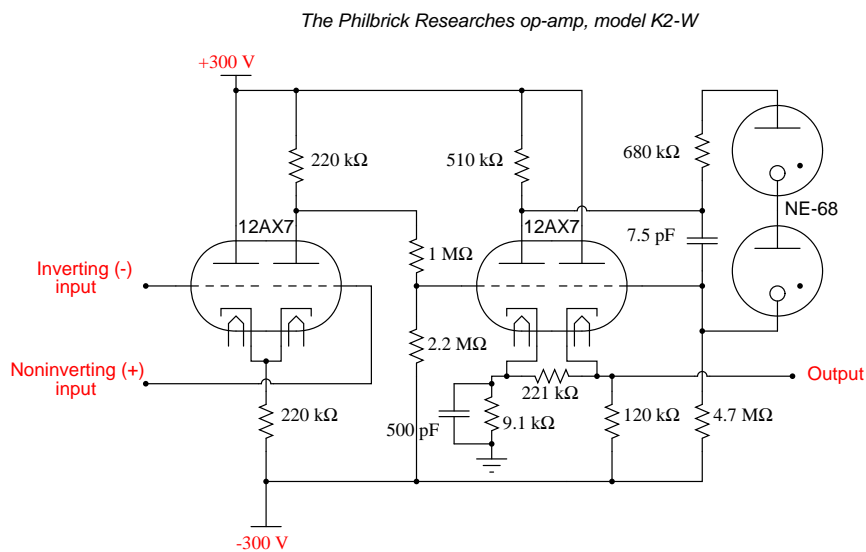 The Philbrick Researches op-amp, model K2-W
+300 V
220 kΩ
510 kΩ
680 kΩ
NE-68
12AX7
12AX7
7.5 pF
1 MΩ
Inverting (-)
input
2.2 MΩ
Noninverting (+)
input
Output
221 kΩ
220 kΩ
500 pF
9.1 kΩ
120 kΩ
4.7 MΩ
-300 V